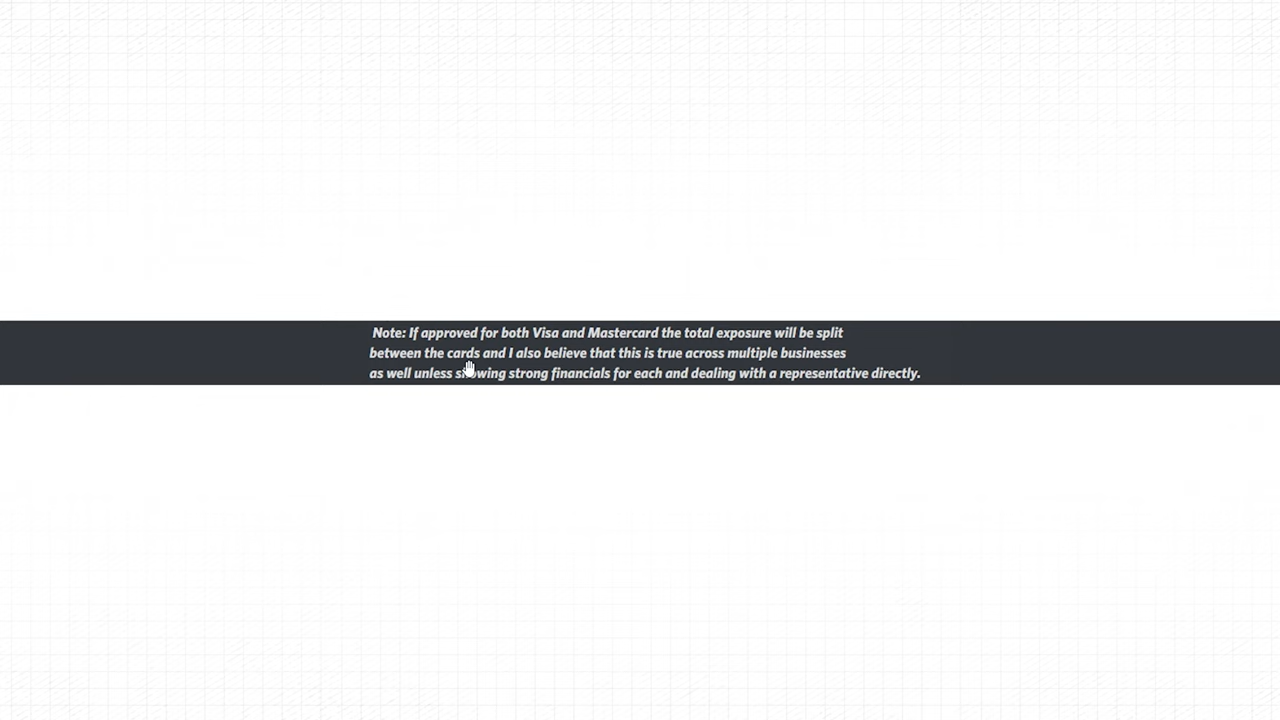 Note: If approved for both Visa and Mastercard the total exposure will be split
between the cards and I also believe that this is true across multiple businesses
as well unless showing strong financials for each and dealing with a representative directly.